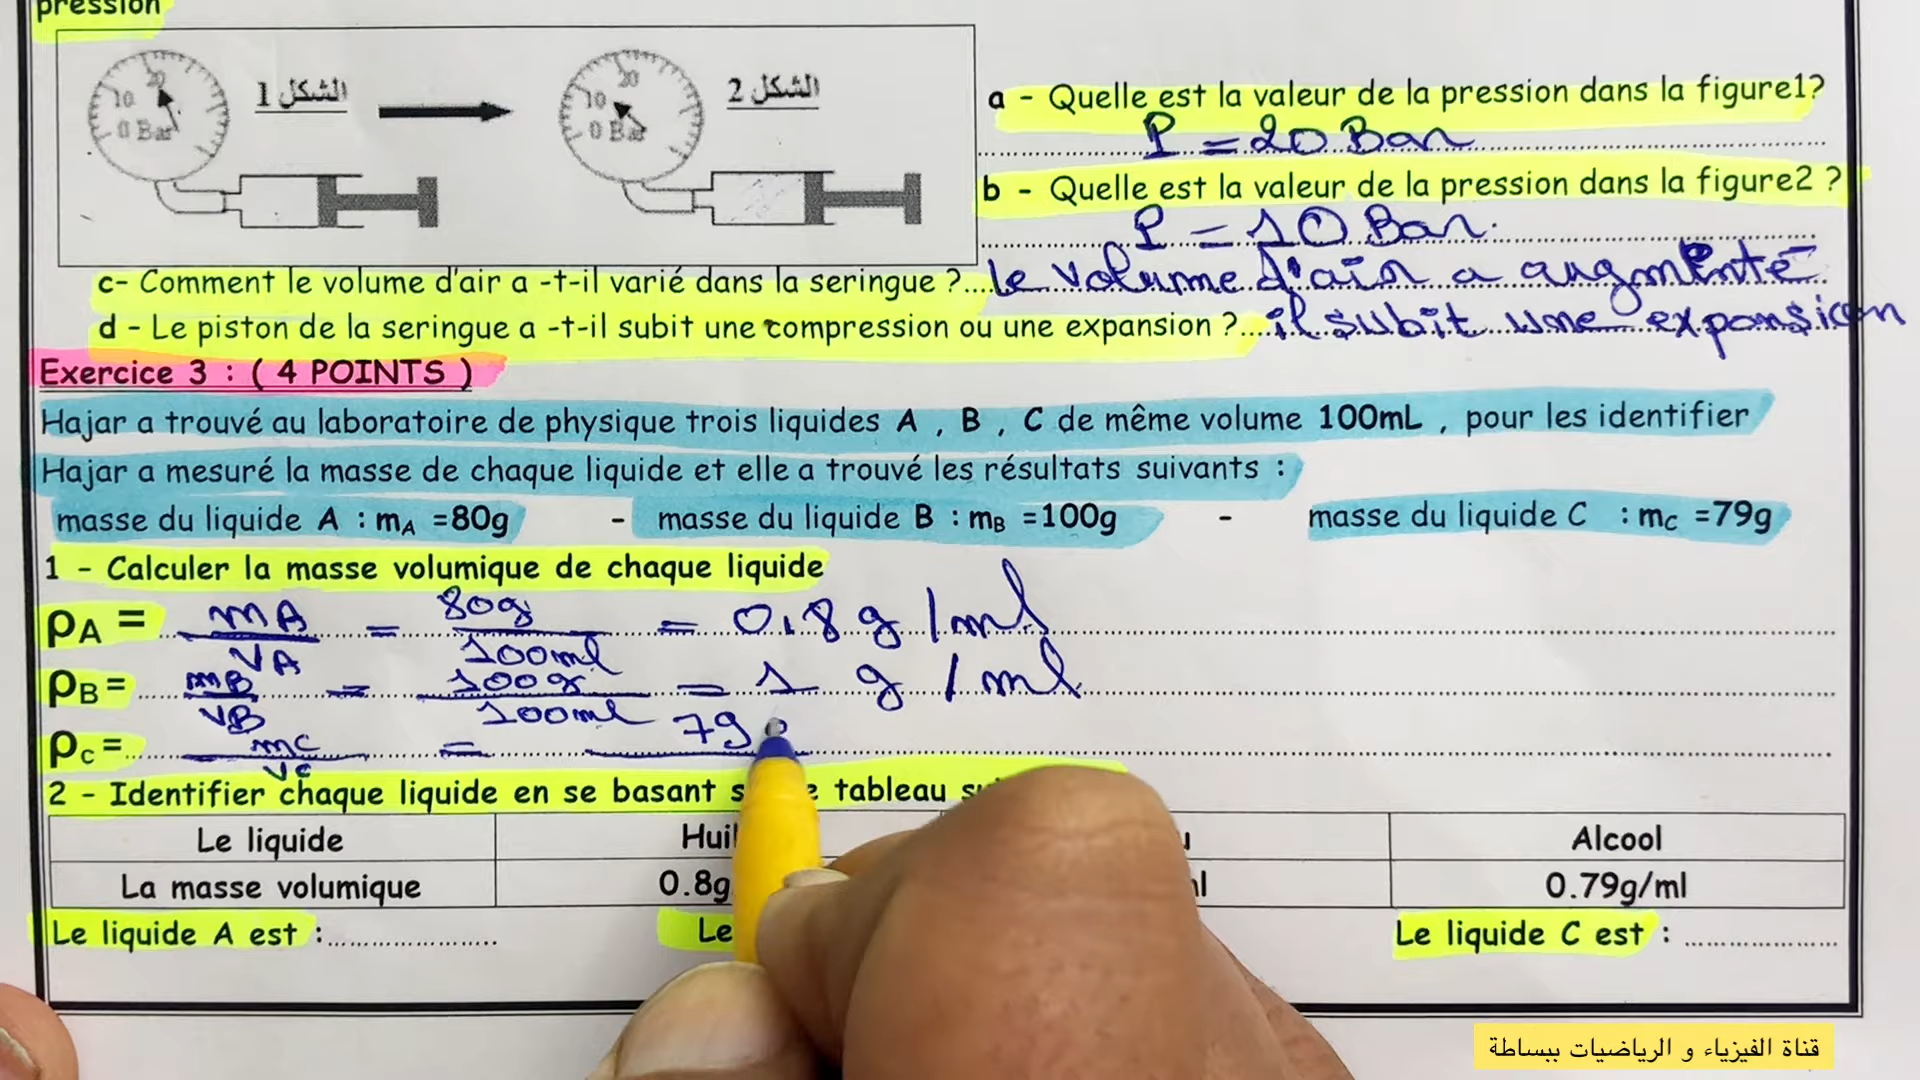 pression
20
10
0 Bar
الشكل 1
20
10
0 Bar
الشكل 2
a - Quelle est la valeur de la pression dans la figure1?
P = 20 Bar
b - Quelle est la valeur de la pression dans la figure2 ?
P = 10 Bar.
c- Comment le volume d'air a -t-il varié dans la seringue ?....le volume d'air a augmenté
d - Le piston de la seringue a -t-il subit une compression ou une expansion ?....il subit une expansion
Exercice 3 : ( 4 POINTS )
Hajar a trouvé au laboratoire de physique trois liquides A , B , C de même volume 100mL , pour les identifier
Hajar a mesuré la masse de chaque liquide et elle a trouvé les résultats suivants :
masse du liquide A : mA =80g - masse du liquide B : mB =100g - masse du liquide C : mC =79g
1 - Calculer la masse volumique de chaque liquide
ρA = mA / VA = 80g / 100ml = 0,8 g /ml
ρB = mB / VB = 100g / 100ml = 1 g /ml
ρc = mc / Vc = 79
2 - Identifier chaque liquide en se basant tableau
Le liquide Alcool
La masse volumique 0.8g 0.79g/ml
Le liquide A est :..................... Le Le liquide C est : ...................
قناة الفيزياء و الرياضيات ببساطة